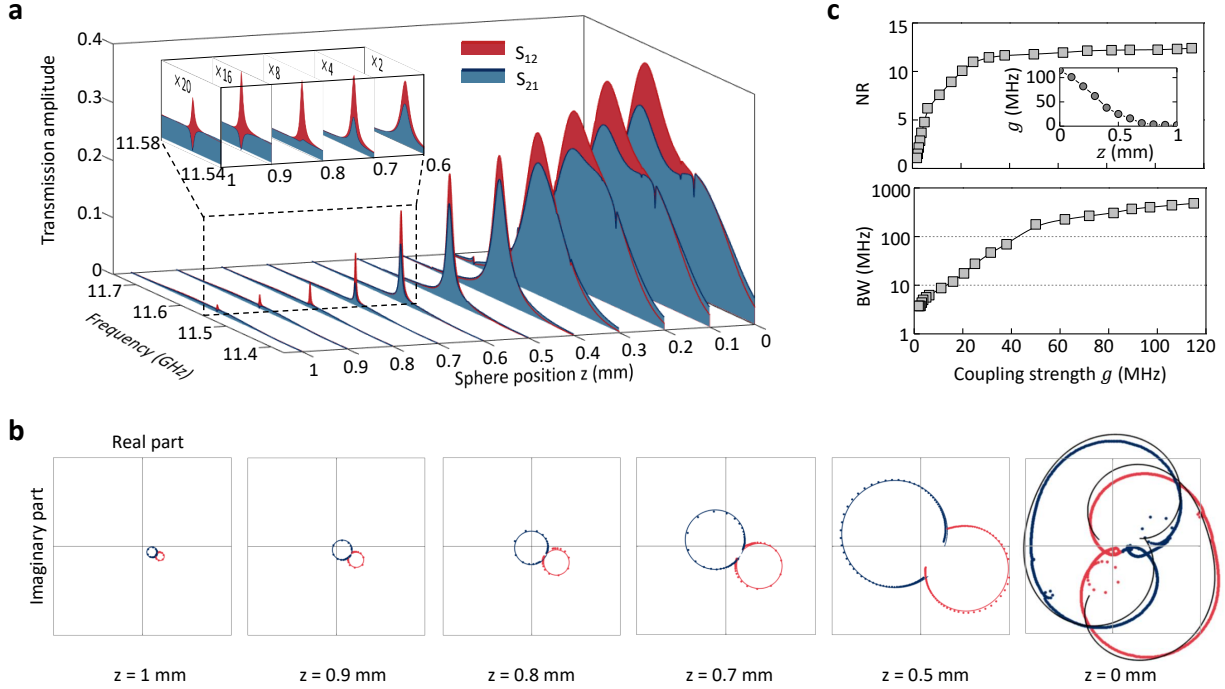 a
0.4
0.3
0.2
0.1
0
Transmission amplitude
S12
S21
×20
×16
×8
×4
×2
11.58
11.54
1
0.9
0.8
0.7
0.6
11.7
11.6
11.5
11.4
Frequency (GHz)
1
0.9
0.8
0.7
0.6
0.5
0.4
0.3
0.2
0.1
0
Sphere position z (mm)
c
15
10
5
0
NR
100
50
0
g (MHz)
0
0.5
1
z (mm)
1000
100
10
1
BW (MHz)
0
20
40
60
80
100
120
Coupling strength g (MHz)
b
Real part
Imaginary part
z = 1 mm
z = 0.9 mm
z = 0.8 mm
z = 0.7 mm
z = 0.5 mm
z = 0 mm